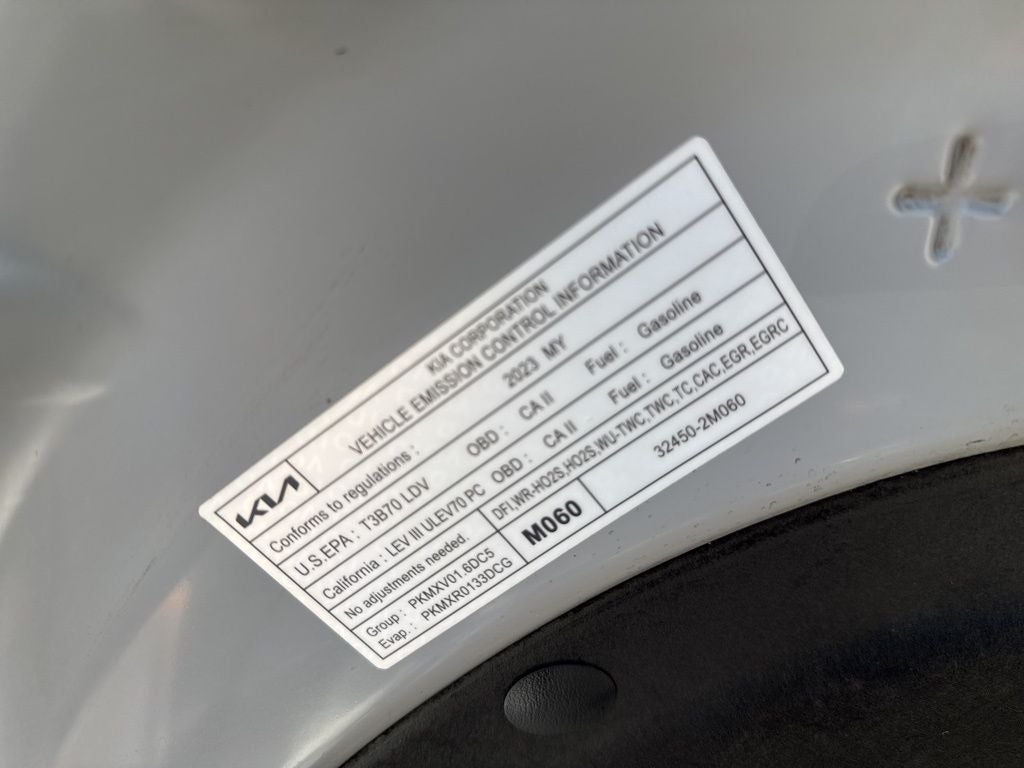 KIA
KIA CORPORATION
VEHICLE EMISSION CONTROL INFORMATION
Conforms to regulations : 2023 MY
U.S.EPA : T3B70 LDV OBD : CA II Fuel : Gasoline
California : LEV III ULEV70 PC OBD : CA II Fuel : Gasoline
No adjustments needed. DFI,WR-HO2S,HO2S,WU-TWC,TWC,TC,CAC,EGR,EGRC
Group : PKMXV01.6DC5
Evap. : PKMXR0133DCG
M060
32450-2M060